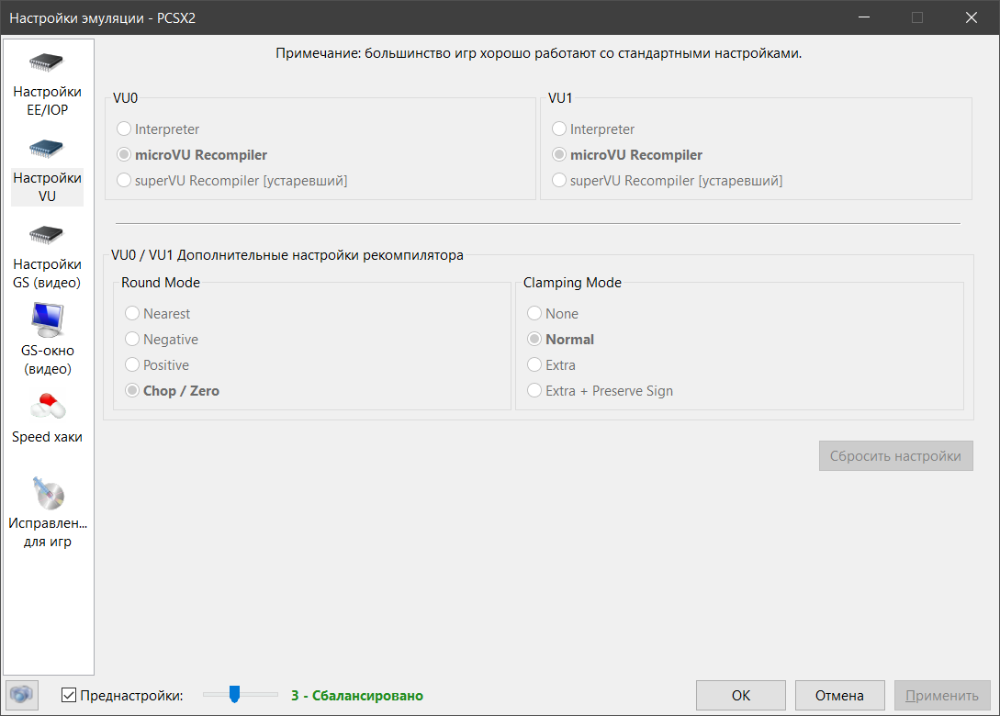 Настройки эмуляции - PCSX2
Настройки
EE/IOP
Настройки
VU
Настройки
GS (видео)
GS-окно
(видео)
Speed хаки
Исправлен...
для игр
Примечание: большинство игр хорошо работают со стандартными настройками.
VU0
Interpreter
microVU Recompiler
superVU Recompiler [устаревший]
VU1
Interpreter
microVU Recompiler
superVU Recompiler [устаревший]
VU0 / VU1 Дополнительные настройки рекомпилятора
Round Mode
Nearest
Negative
Positive
Chop / Zero
Clamping Mode
None
Normal
Extra
Extra + Preserve Sign
Сбросить настройки
Преднастройки:
3 - Сбалансировано
ОК
Отмена
Применить